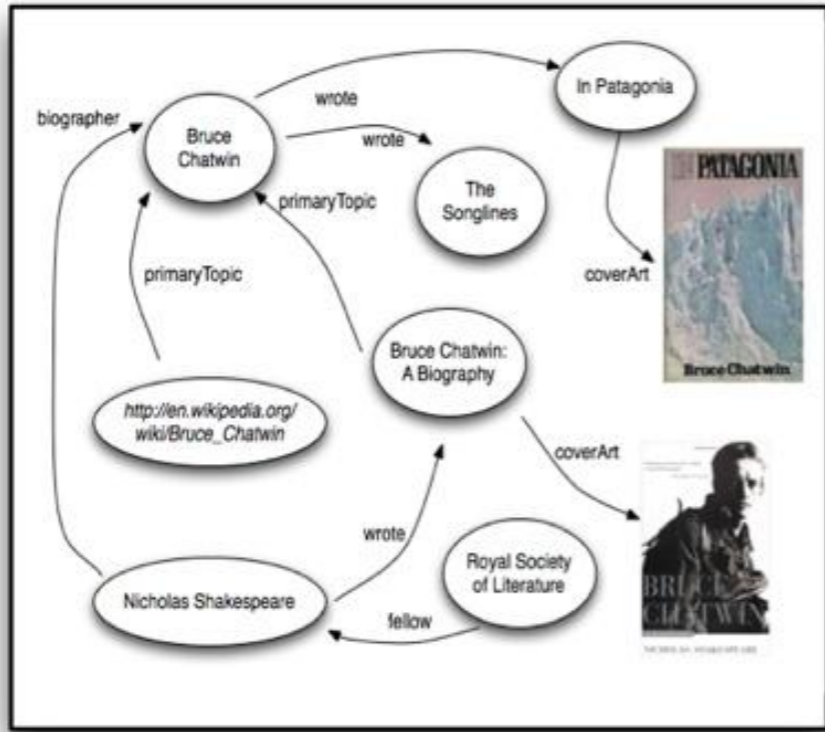 In Patagonia
wrote
biographer
Bruce
Chatwin
wrote
The
Songlines
PATAGONIA
primaryTopic
primaryTopic
coverArt
Bruce Chatwin:
A Biography
Bruce Chatwin
http://en.wikipedia.org/
wiki/Bruce_Chatwin
coverArt
wrote
Royal Society
of Literature
Nicholas Shakespeare
fellow
BRUCE
CHATWIN